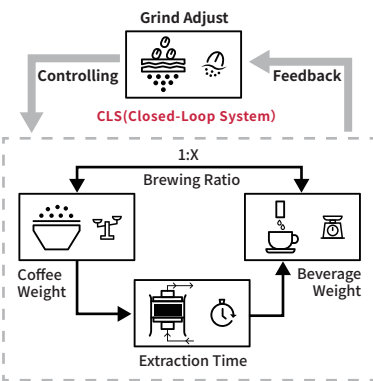 Grind Adjust
Controlling
Feedback
CLS(Closed-Loop System)
1:X
Brewing Ratio
Coffee
Weight
Beverage
Weight
Extraction Time